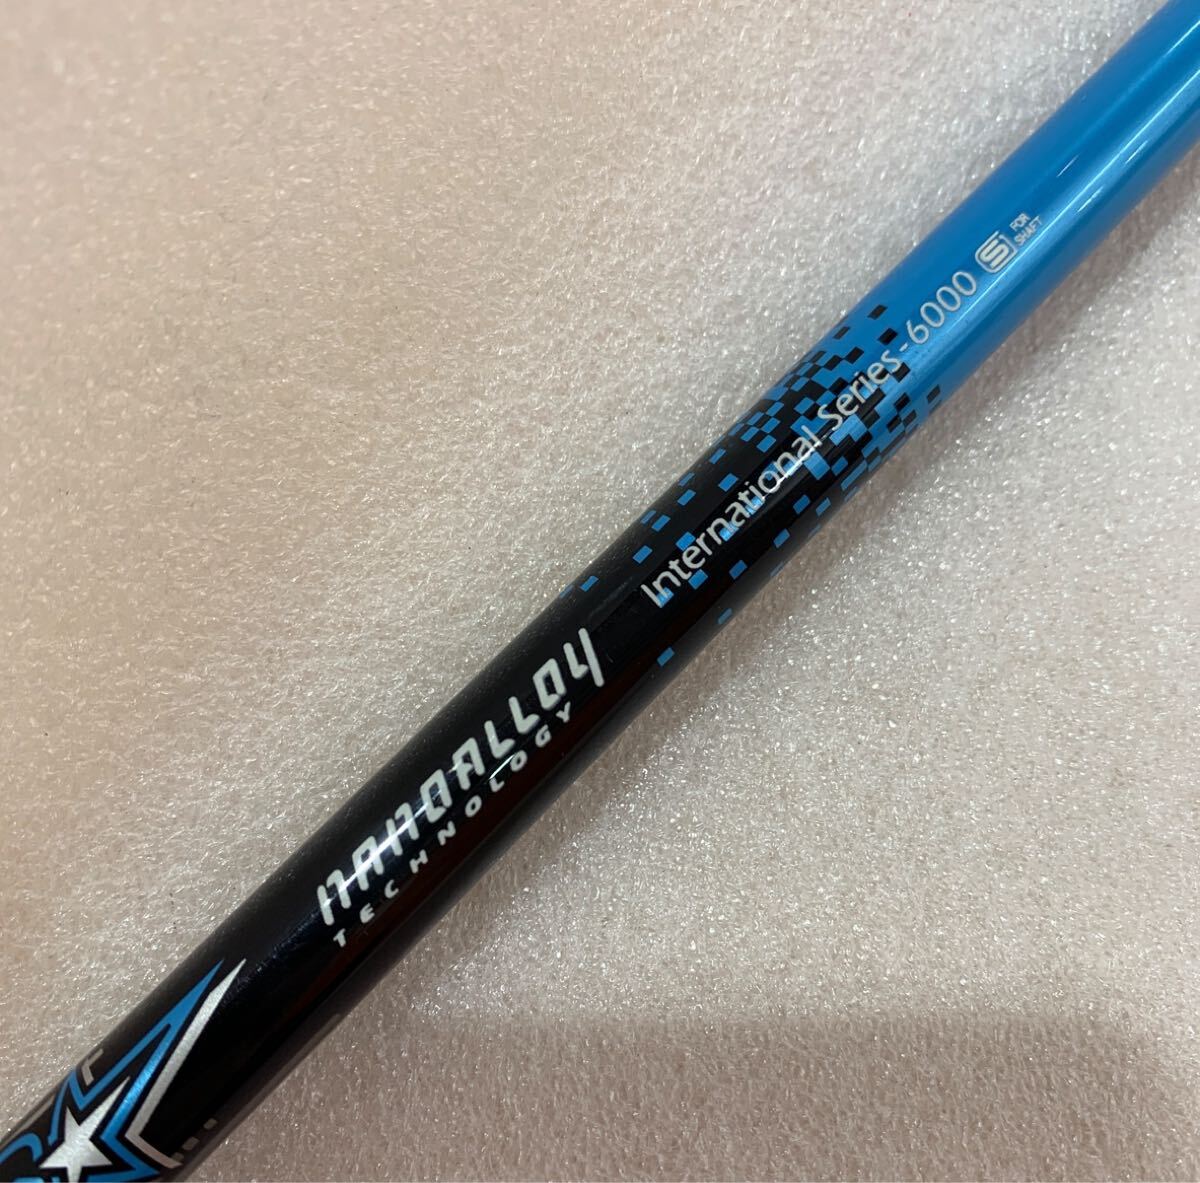 International Series-6000 S FOR SHAFT
NANOALLOY
TECHNOLOGY